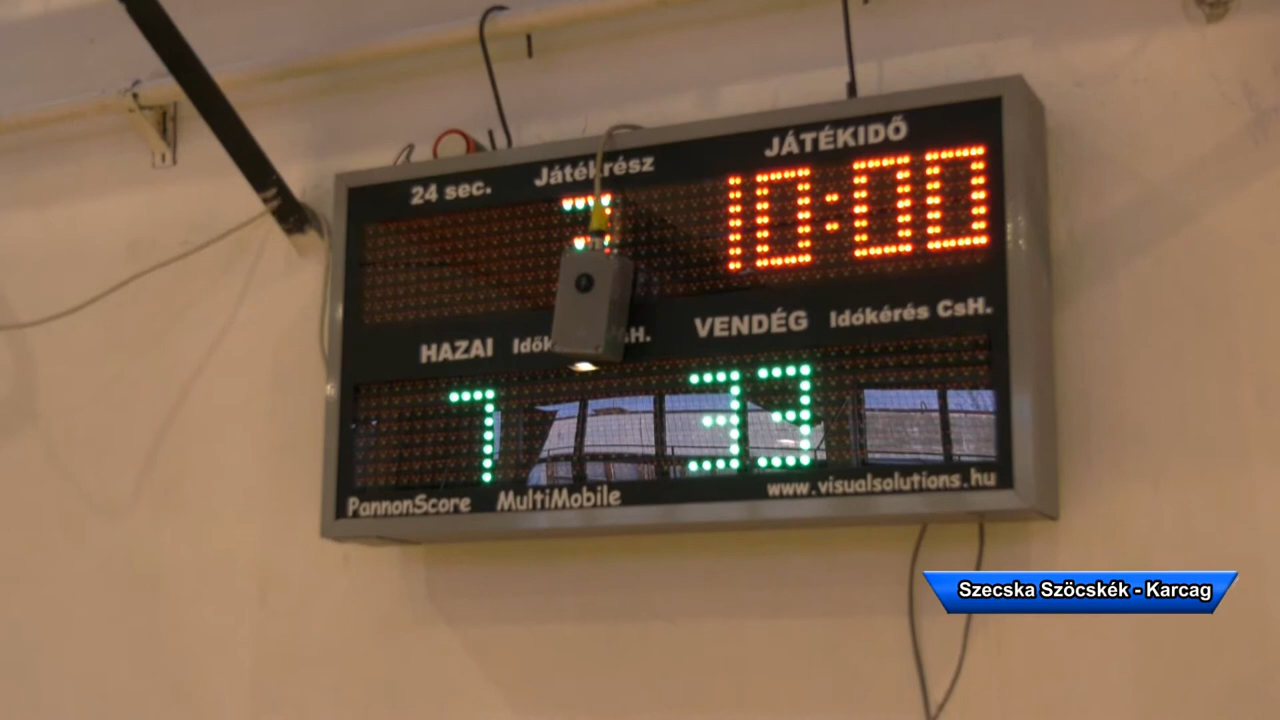 24 sec. Játékrész JÁTÉKIDŐ
10:00
HAZAI VENDÉG Időkérés CsH.
7 33
PannonScore MultiMobile www.visualsolutions.hu
Szecska Szöcskék - Karcag